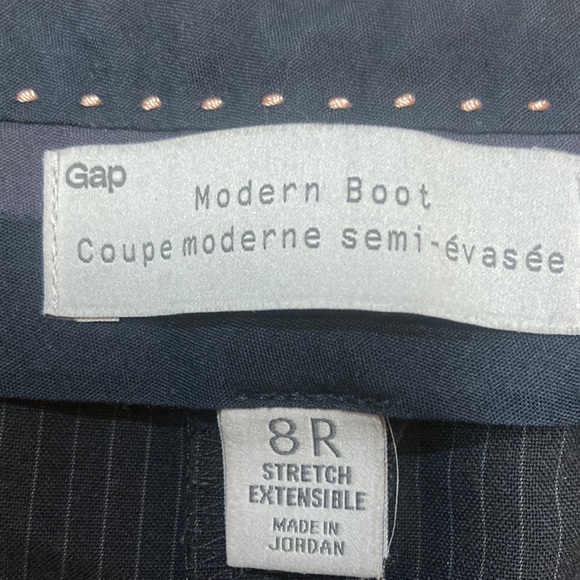 Gap
Modern Boot
Coupe moderne semi-évasée
8R
STRETCH
EXTENSIBLE
MADE IN
JORDAN